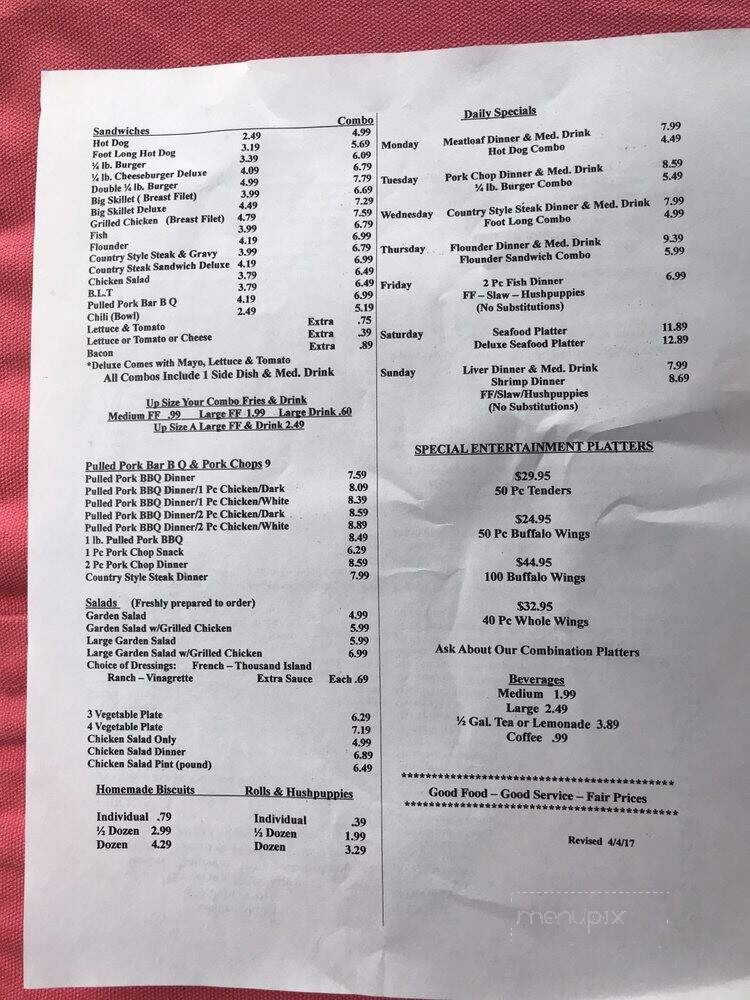 Sandwiches Combo
Hot Dog 2.49 4.99
Foot Long Hot Dog 3.19 5.69
¼ lb. Burger 3.39 6.09
¼ lb. Cheeseburger Deluxe 4.09 6.79
Double ¼ lb. Burger 4.99 7.79
Big Skillet ( Breast Filet) 3.99 6.69
Big Skillet Deluxe 4.49 7.29
Grilled Chicken (Breast Filet) 4.79 7.59
Fish 3.99 6.79
Flounder 4.19 6.99
Country Style Steak & Gravy 3.99 6.79
Country Steak Sandwich Deluxe 4.19 6.99
Chicken Salad 3.79 6.49
B.L.T 3.79 6.49
Pulled Pork Bar B Q 4.19 6.99
Chili (Bowl) 2.49 5.19
Lettuce & Tomato Extra .75
Lettuce or Tomato or Cheese Extra .39
Bacon Extra .89
*Deluxe Comes with Mayo, Lettuce & Tomato
All Combos Include 1 Side Dish & Med. Drink
Up Size Your Combo Fries & Drink
Medium FF .99 Large FF 1.99 Large Drink .60
Up Size A Large FF & Drink 2.49
Pulled Pork Bar B Q & Pork Chops 9
Pulled Pork BBQ Dinner 7.59
Pulled Pork BBQ Dinner/1 Pc Chicken/Dark 8.09
Pulled Pork BBQ Dinner/1 Pc Chicken/White 8.39
Pulled Pork BBQ Dinner/2 Pc Chicken/Dark 8.59
Pulled Pork BBQ Dinner/2 Pc Chicken/White 8.89
1 lb. Pulled Pork BBQ 8.49
1 Pc Pork Chop Snack 6.29
2 Pc Pork Chop Dinner 8.59
Country Style Steak Dinner 7.99
Salads (Freshly prepared to order)
Garden Salad 4.99
Garden Salad w/Grilled Chicken 5.99
Large Garden Salad 5.99
Large Garden Salad w/Grilled Chicken 6.99
Choice of Dressings: French – Thousand Island
Ranch – Vinagrette Extra Sauce Each .69
3 Vegetable Plate 6.29
4 Vegetable Plate 7.19
Chicken Salad Only 4.99
Chicken Salad Dinner 6.89
Chicken Salad Pint (pound) 6.49
Homemade Biscuits Rolls & Hushpuppies
Individual .79 Individual .39
½ Dozen 2.99 ½ Dozen 1.99
Dozen 4.29 Dozen 3.29
Daily Specials
Monday Meatloaf Dinner & Med. Drink 7.99
Hot Dog Combo 4.49
Tuesday Pork Chop Dinner & Med. Drink 8.59
¼ lb. Burger Combo 5.49
Wednesday Country Style Steak Dinner & Med. Drink 7.99
Foot Long Combo 4.99
Thursday Flounder Dinner & Med. Drink 9.39
Flounder Sandwich Combo 5.99
Friday 2 Pc Fish Dinner 6.99
FF – Slaw – Hushpuppies
(No Substitutions)
Saturday Seafood Platter 11.89
Deluxe Seafood Platter 12.89
Sunday Liver Dinner & Med. Drink 7.99
Shrimp Dinner 8.69
FF/Slaw/Hushpuppies
(No Substitutions)
SPECIAL ENTERTAINMENT PLATTERS
$29.95
50 Pc Tenders
$24.95
50 Pc Buffalo Wings
$44.95
100 Buffalo Wings
$32.95
40 Pc Whole Wings
Ask About Our Combination Platters
Beverages
Medium 1.99
Large 2.49
½ Gal. Tea or Lemonade 3.89
Coffee .99
******************************************
Good Food – Good Service – Fair Prices
******************************************
Revised 4/4/17
menupix